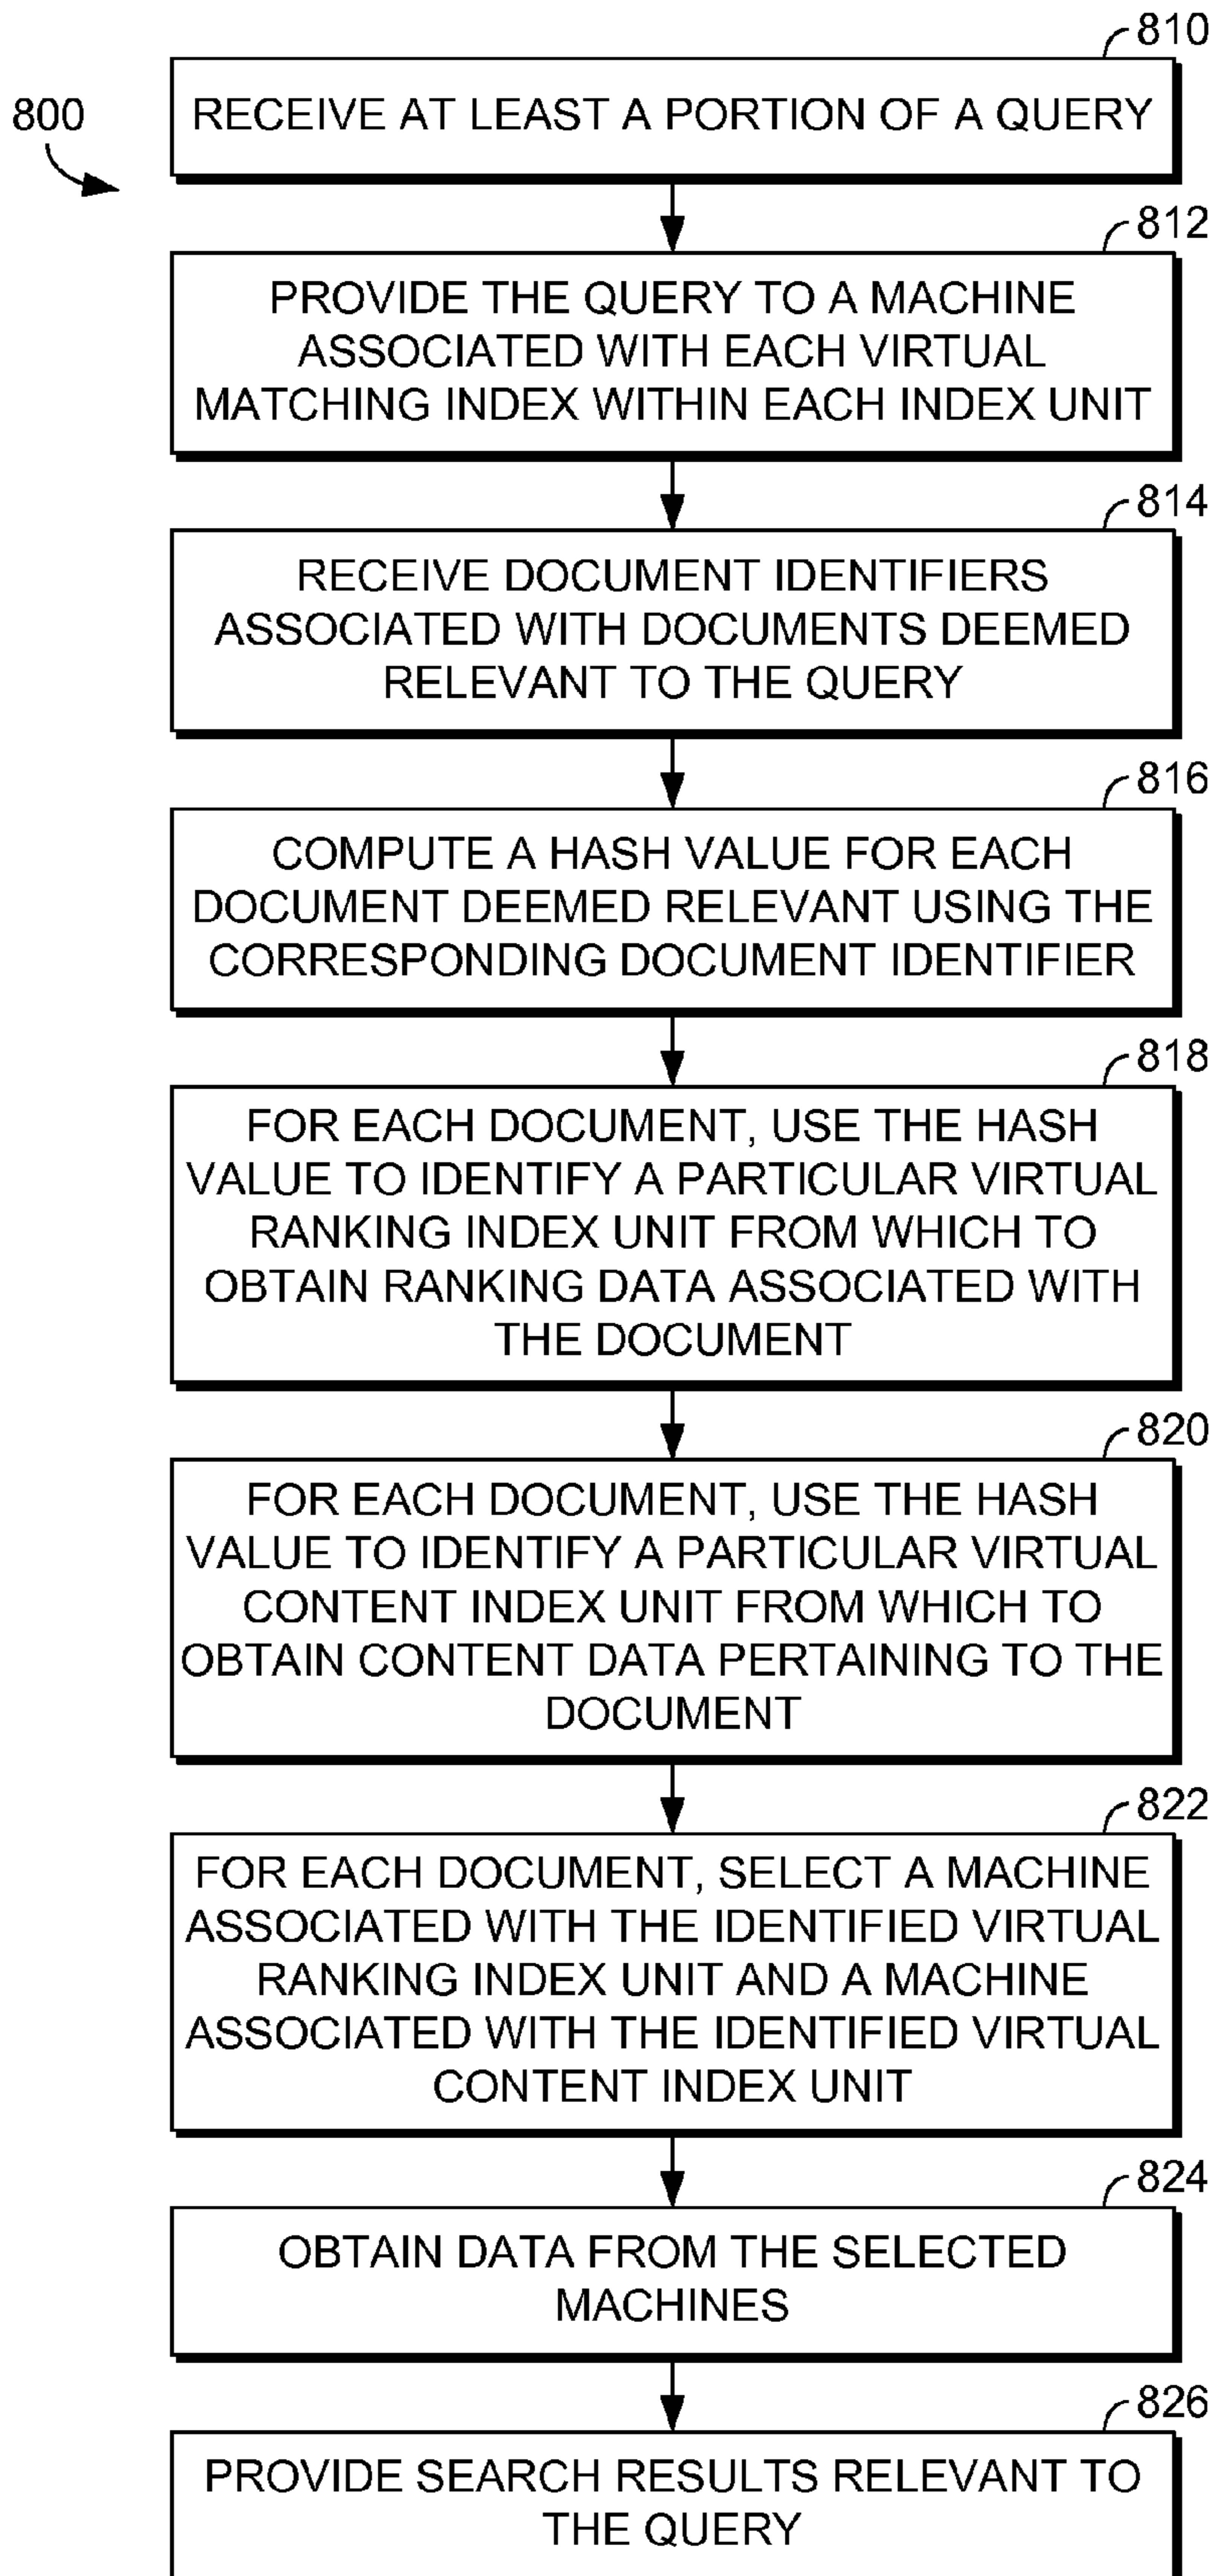 810
800
RECEIVE AT LEAST A PORTION OF A QUERY
812
PROVIDE THE QUERY TO A MACHINE
ASSOCIATED WITH EACH VIRTUAL
MATCHING INDEX WITHIN EACH INDEX UNIT
814
RECEIVE DOCUMENT IDENTIFIERS
ASSOCIATED WITH DOCUMENTS DEEMED
RELEVANT TO THE QUERY
816
COMPUTE A HASH VALUE FOR EACH
DOCUMENT DEEMED RELEVANT USING THE
CORRESPONDING DOCUMENT IDENTIFIER
818
FOR EACH DOCUMENT, USE THE HASH
VALUE TO IDENTIFY A PARTICULAR VIRTUAL
RANKING INDEX UNIT FROM WHICH TO
OBTAIN RANKING DATA ASSOCIATED WITH
THE DOCUMENT
820
FOR EACH DOCUMENT, USE THE HASH
VALUE TO IDENTIFY A PARTICULAR VIRTUAL
CONTENT INDEX UNIT FROM WHICH TO
OBTAIN CONTENT DATA PERTAINING TO THE
DOCUMENT
822
FOR EACH DOCUMENT, SELECT A MACHINE
ASSOCIATED WITH THE IDENTIFIED VIRTUAL
RANKING INDEX UNIT AND A MACHINE
ASSOCIATED WITH THE IDENTIFIED VIRTUAL
CONTENT INDEX UNIT
824
OBTAIN DATA FROM THE SELECTED
MACHINES
826
PROVIDE SEARCH RESULTS RELEVANT TO
THE QUERY